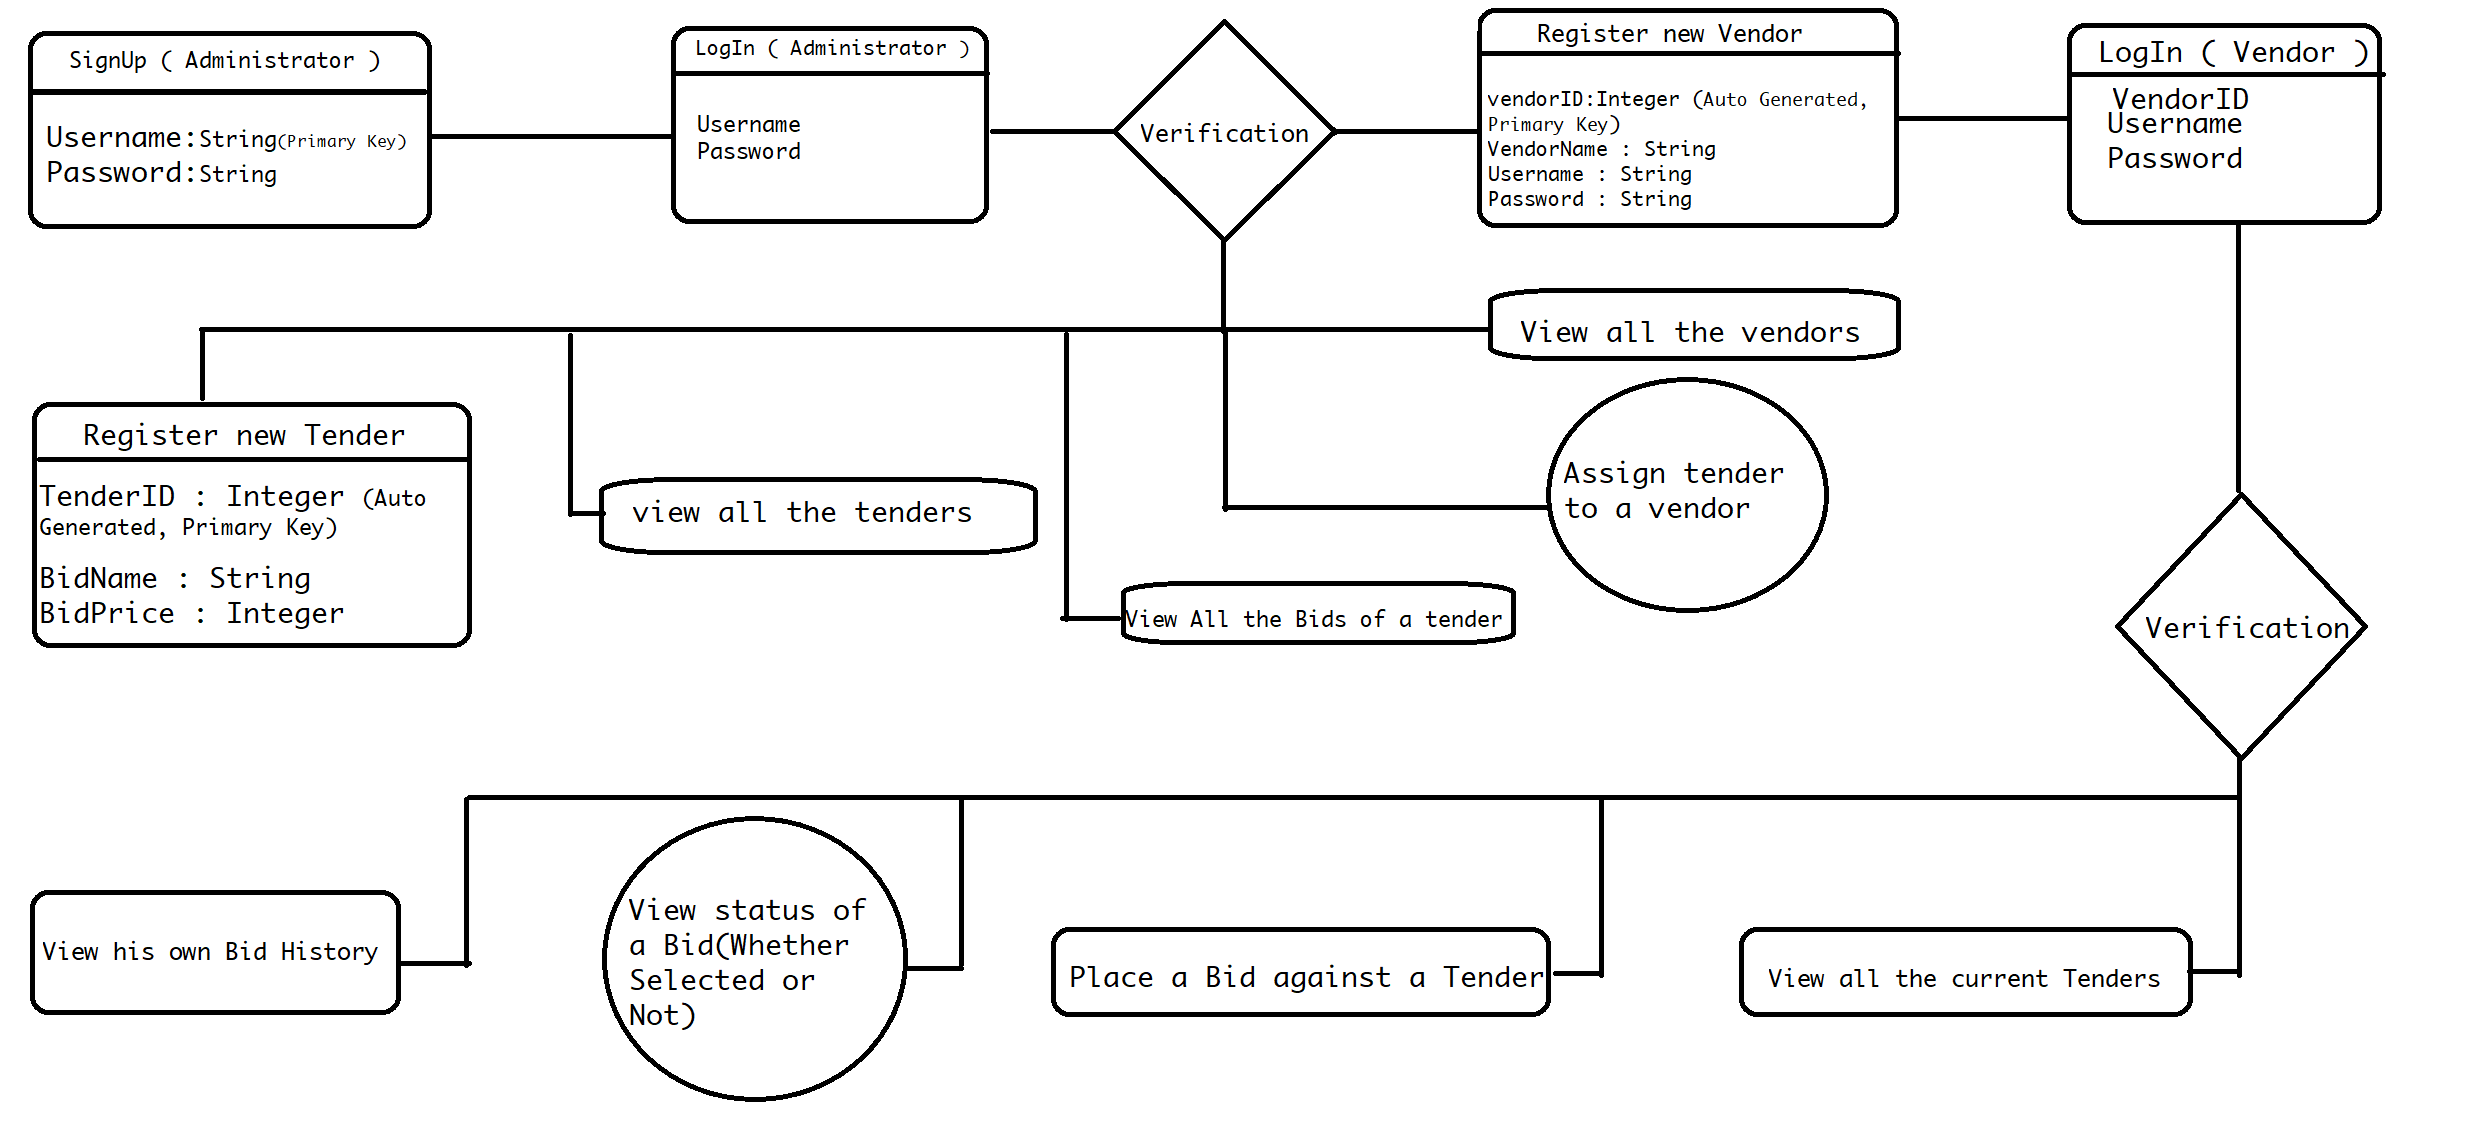 SignUp ( Administrator )
Username:String(Primary Key)
Password:String
LogIn ( Administrator )
Username
Password
Verification
Register new Vendor
vendorID:Integer (Auto Generated,
Primary Key)
VendorName : String
Username : String
Password : String
LogIn ( Vendor )
VendorID
Username
Password
View all the vendors
Register new Tender
TenderID : Integer (Auto
Generated, Primary Key)
BidName : String
BidPrice : Integer
view all the tenders
Assign tender
to a vendor
View All the Bids of a tender
Verification
View his own Bid History
View status of
a Bid(Whether
Selected or
Not)
Place a Bid against a Tender
View all the current Tenders